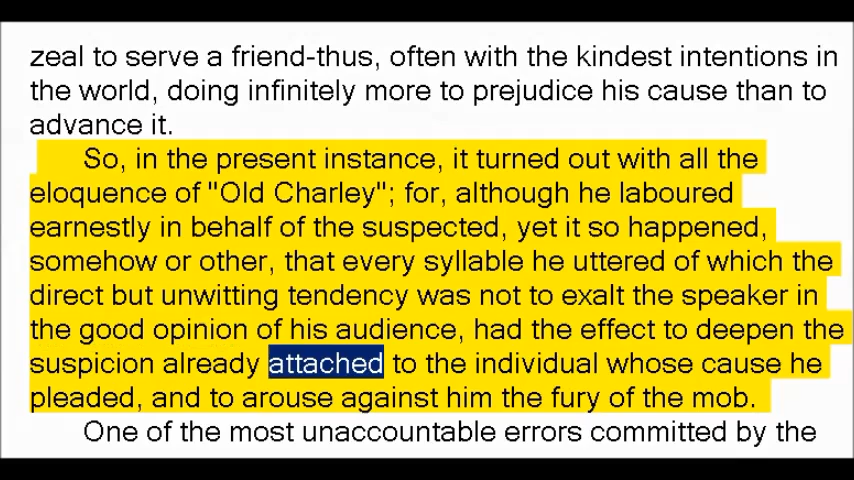 zeal to serve a friend-thus, often with the kindest intentions in
the world, doing infinitely more to prejudice his cause than to
advance it.
So, in the present instance, it turned out with all the
eloquence of "Old Charley"; for, although he laboured
earnestly in behalf of the suspected, yet it so happened,
somehow or other, that every syllable he uttered of which the
direct but unwitting tendency was not to exalt the speaker in
the good opinion of his audience, had the effect to deepen the
suspicion already attached to the individual whose cause he
pleaded, and to arouse against him the fury of the mob.
One of the most unaccountable errors committed by the